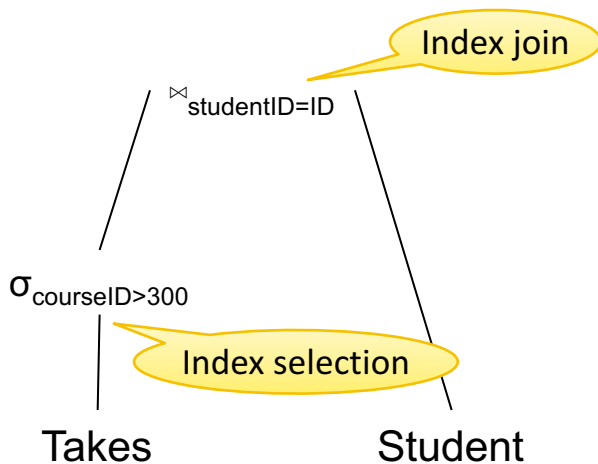 Index join
⋈studentID=ID
σcourseID>300
Index selection
Takes
Student